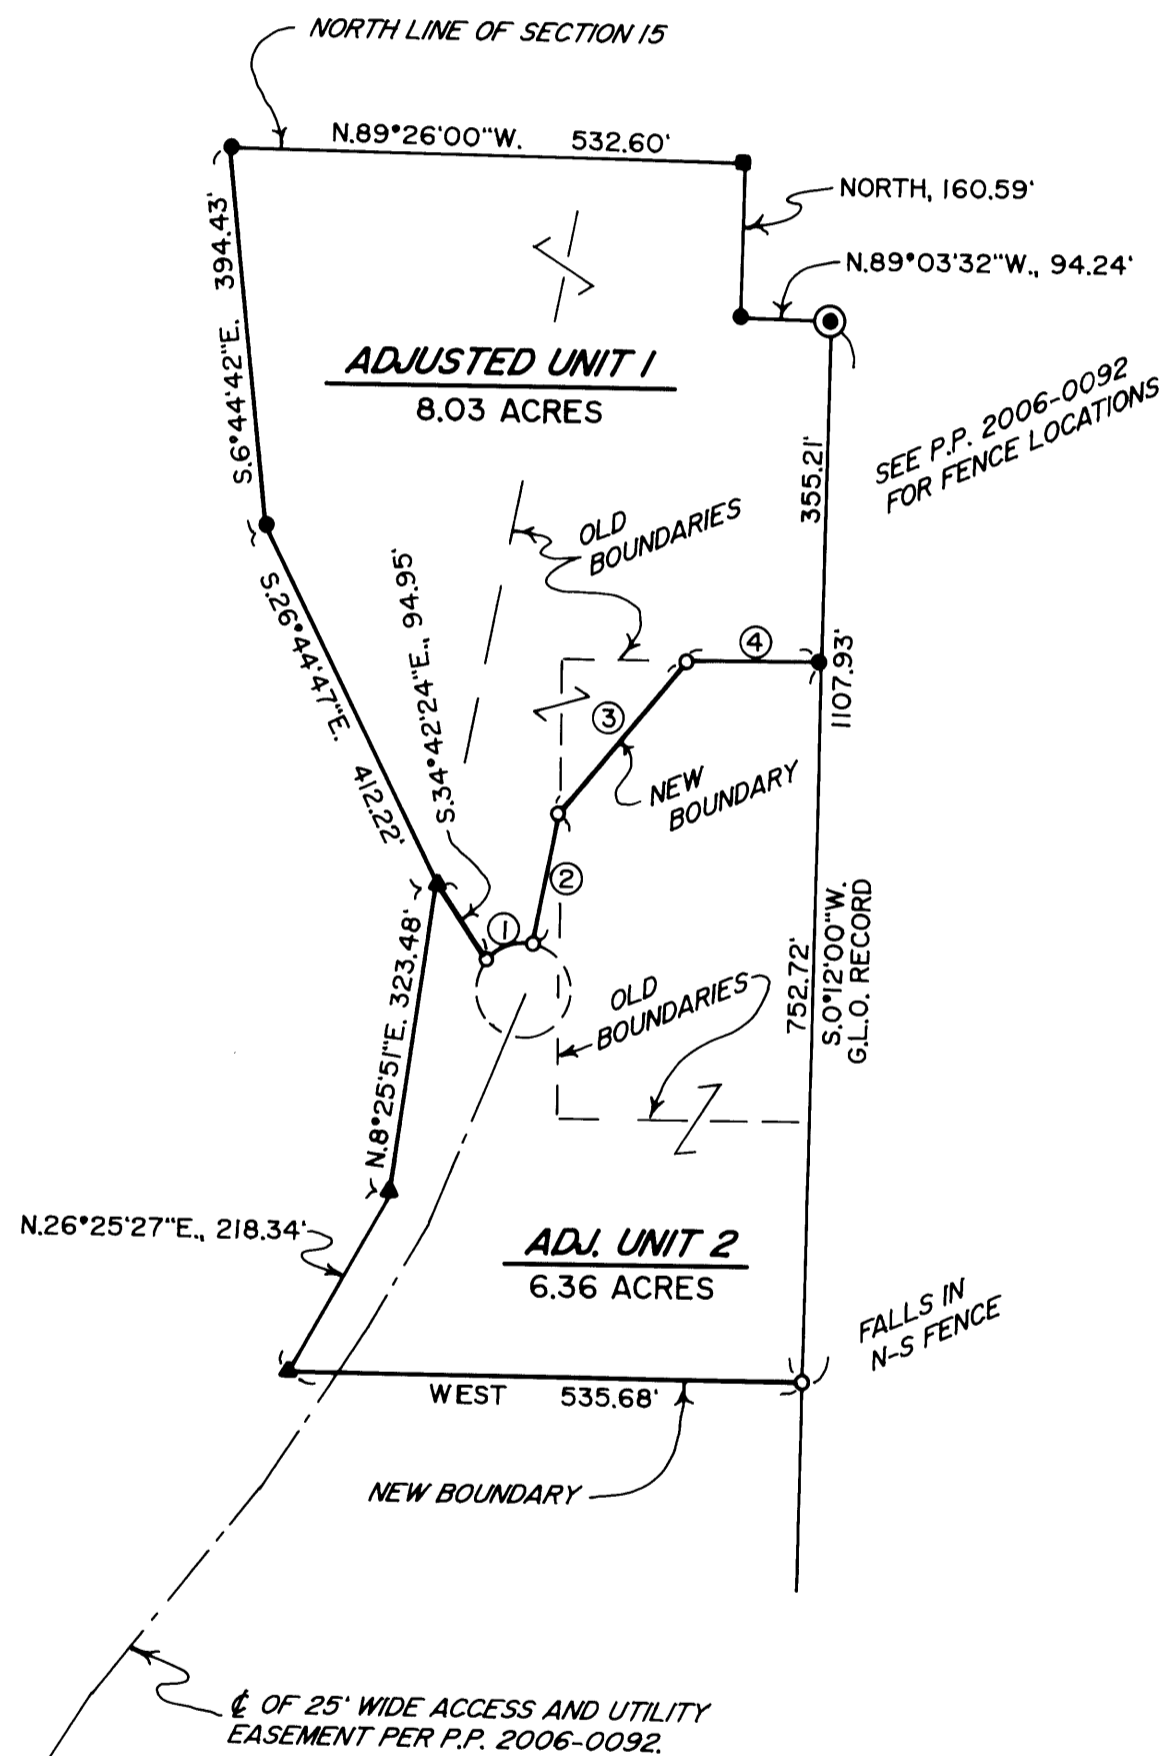 NORTH LINE OF SECTION 15
N.89°26'00"W. 532.60'
NORTH, 160.59'
N.89°03'32"W., 94.24'
S.6°44'42"E. 394.43'
ADJUSTED UNIT 1
8.03 ACRES
SEE P.P. 2006-0092
FOR FENCE LOCATIONS
355.21'
OLD
BOUNDARIES
S.26°44'47"E. 412.22'
S.34°42'24"E., 94.95'
4
1107.93'
3
NEW
BOUNDARY
2
1
N.8°25'51"E. 323.48'
OLD
BOUNDARIES
752.72'
S.0°12'00"W.
G.L.O. RECORD
N.26°25'27"E., 218.34'
ADJ. UNIT 2
6.36 ACRES
FALLS IN
N-S FENCE
WEST 535.68'
NEW BOUNDARY
℄ OF 25' WIDE ACCESS AND UTILITY
EASEMENT PER P.P. 2006-0092.